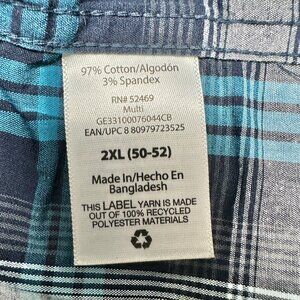 97% Cotton/Algodón
3% Spandex
RN# 52469
Multi
GE33100076044CB
EAN/UPC 8 80979723525
2XL (50-52)
Made in/Hecho En
Bangladesh
THIS LABEL YARN IS MADE
OUT OF 100% RECYCLED
POLYESTER MATERIALS